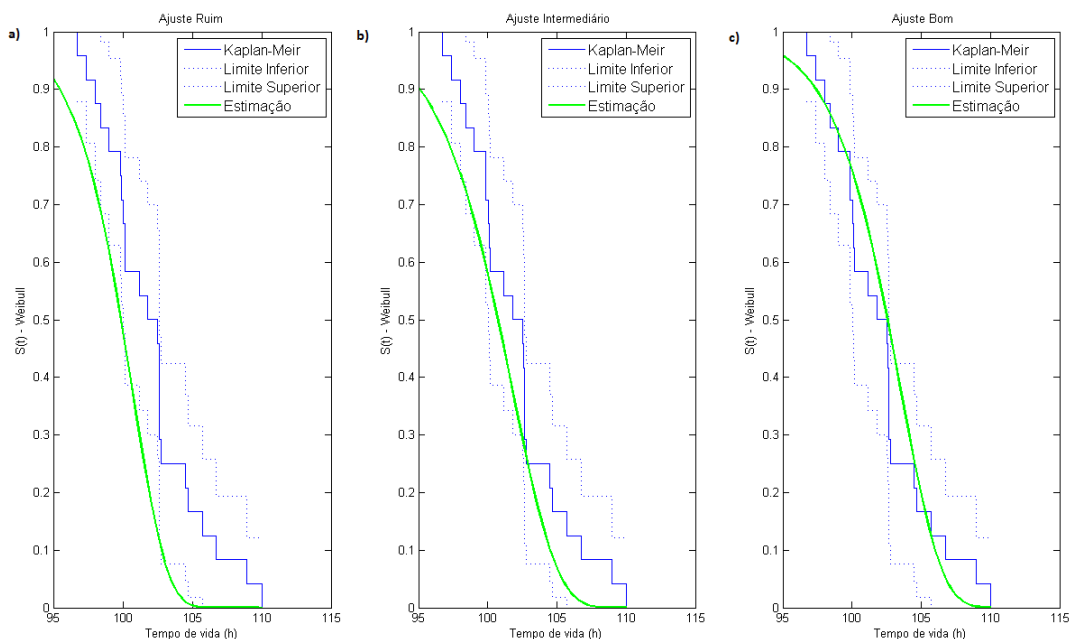 a)
Ajuste Ruim
Kaplan-Meir
Limite Inferior
Limite Superior
Estimação
S(t) - Weibull
1
0.9
0.8
0.7
0.6
0.5
0.4
0.3
0.2
0.1
0
95 100 105 110 115
Tempo de vida (h)
b)
Ajuste Intermediário
Kaplan-Meir
Limite Inferior
Limite Superior
Estimação
S(t) - Weibull
1
0.9
0.8
0.7
0.6
0.5
0.4
0.3
0.2
0.1
0
95 100 105 110 115
Tempo de vida (h)
c)
Ajuste Bom
Kaplan-Meir
Limite Inferior
Limite Superior
Estimação
S(t) - Weibull
1
0.9
0.8
0.7
0.6
0.5
0.4
0.3
0.2
0.1
0
95 100 105 110 115
Tempo de vida (h)